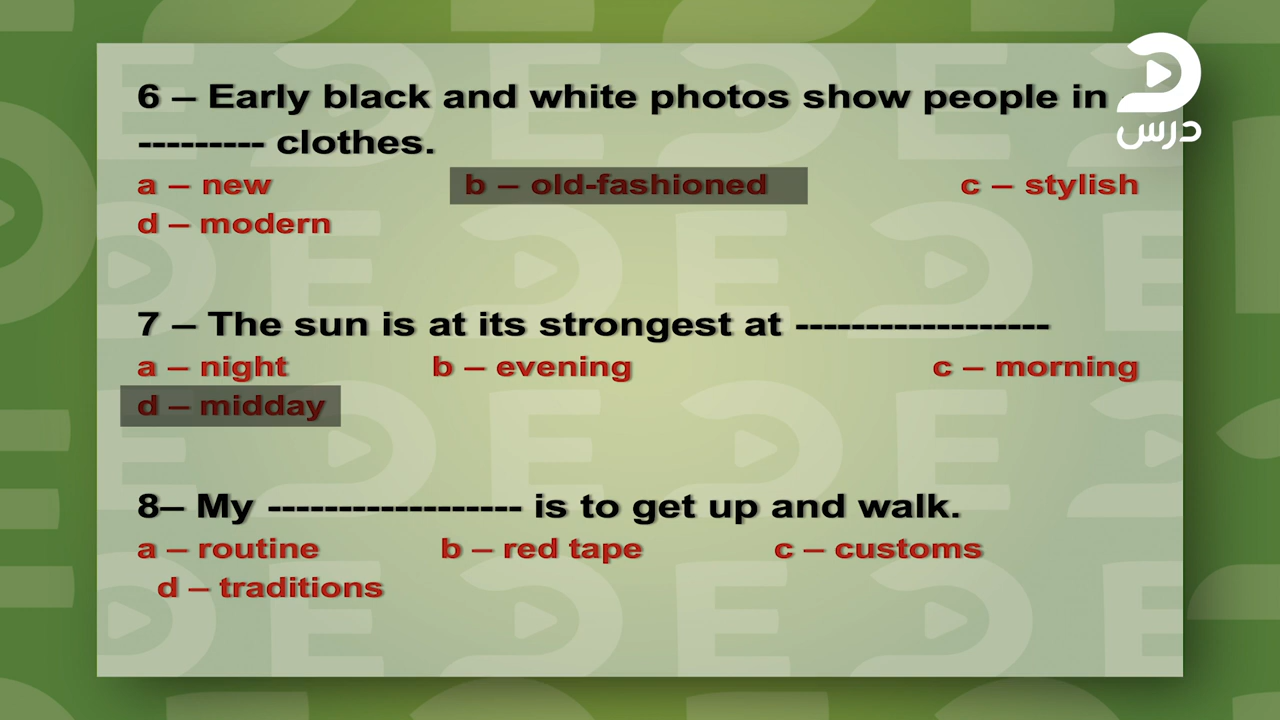 6 – Early black and white photos show people in
--------- clothes.
a – new b – old-fashioned c – stylish
d – modern
7 – The sun is at its strongest at ------------------
a – night b – evening c – morning
d – midday
8– My ------------------ is to get up and walk.
a – routine b – red tape c – customs
d – traditions
درس